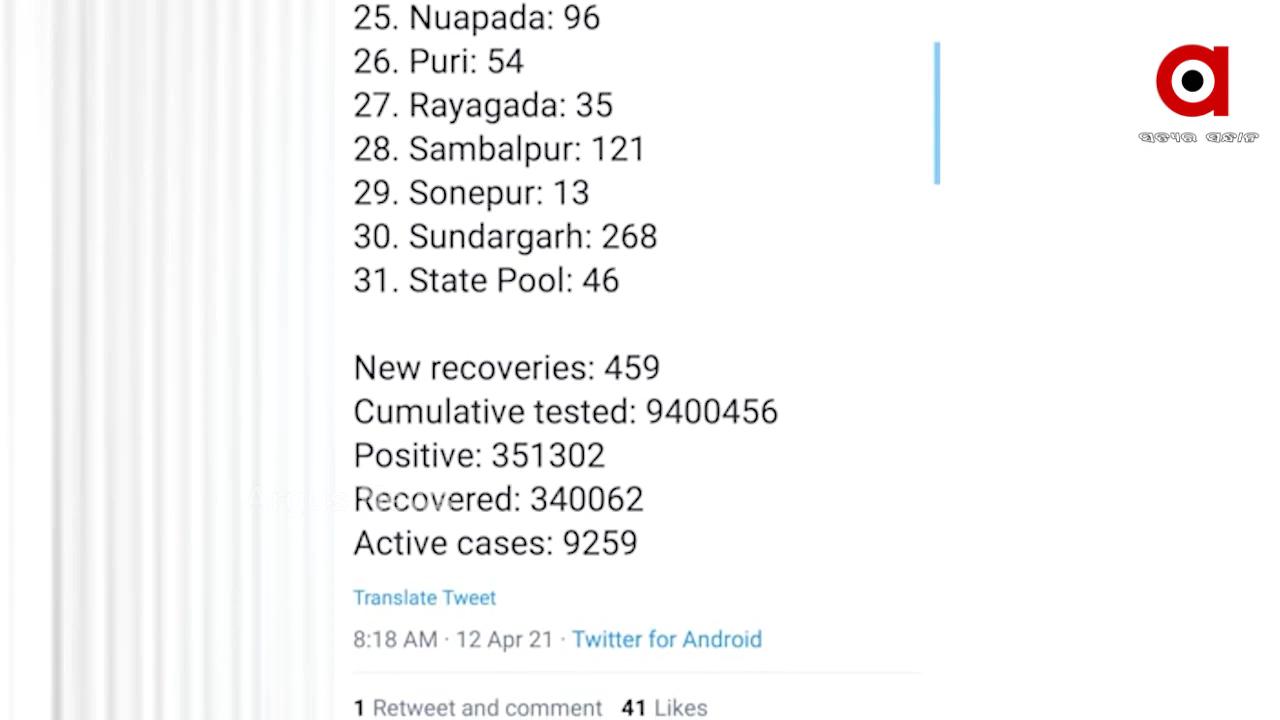 25. Nuapada: 96
26. Puri: 54
27. Rayagada: 35
28. Sambalpur: 121
29. Sonepur: 13
30. Sundargarh: 268
31. State Pool: 46
New recoveries: 459
Cumulative tested: 9400456
Positive: 351302
Recovered: 340062
Active cases: 9259
Translate Tweet
8:18 AM · 12 Apr 21 · Twitter for Android
1 Retweet and comment 41 Likes